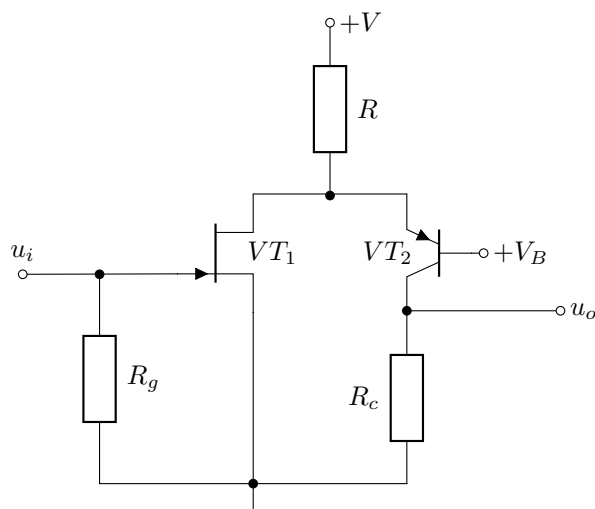 +V
R
u_i
VT_1
VT_2
+V_B
u_o
R_g
R_c